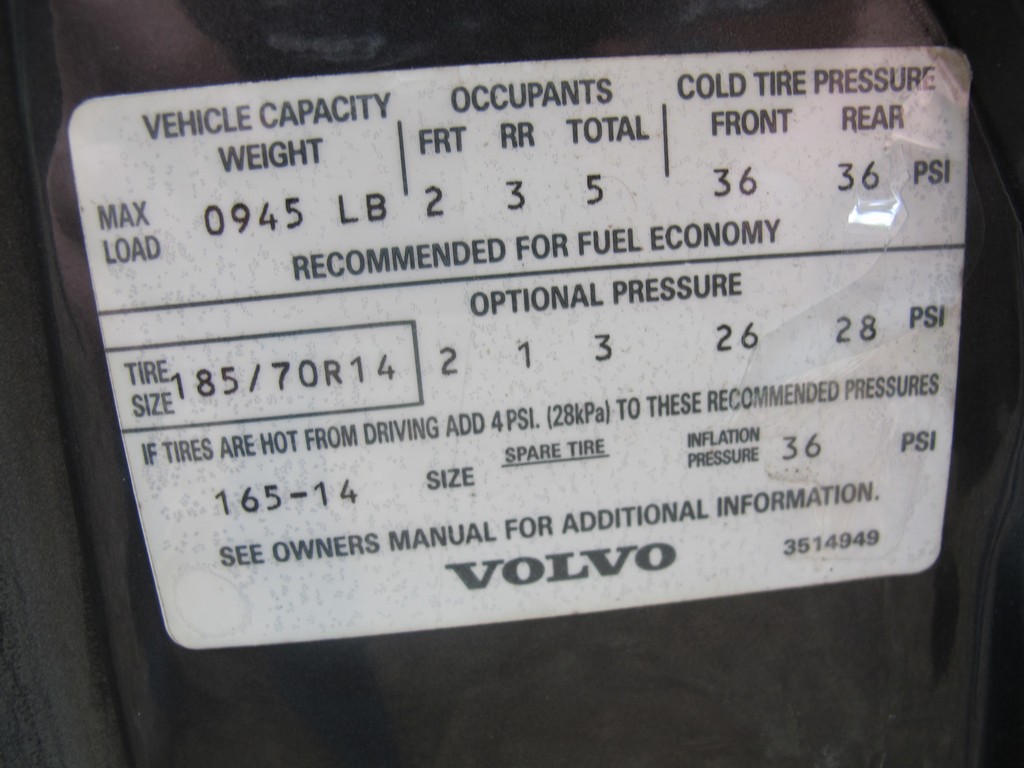 VEHICLE CAPACITY WEIGHT OCCUPANTS COLD TIRE PRESSURE
FRT RR TOTAL FRONT REAR
MAX LOAD 0945 LB 2 3 5 36 36 PSI
RECOMMENDED FOR FUEL ECONOMY
OPTIONAL PRESSURE
TIRE SIZE 185/70R14 2 1 3 26 28 PSI
IF TIRES ARE HOT FROM DRIVING ADD 4 PSI. (28kPa) TO THESE RECOMMENDED PRESSURES
165-14 SIZE SPARE TIRE INFLATION PRESSURE 36 PSI
SEE OWNERS MANUAL FOR ADDITIONAL INFORMATION.
VOLVO 3514949